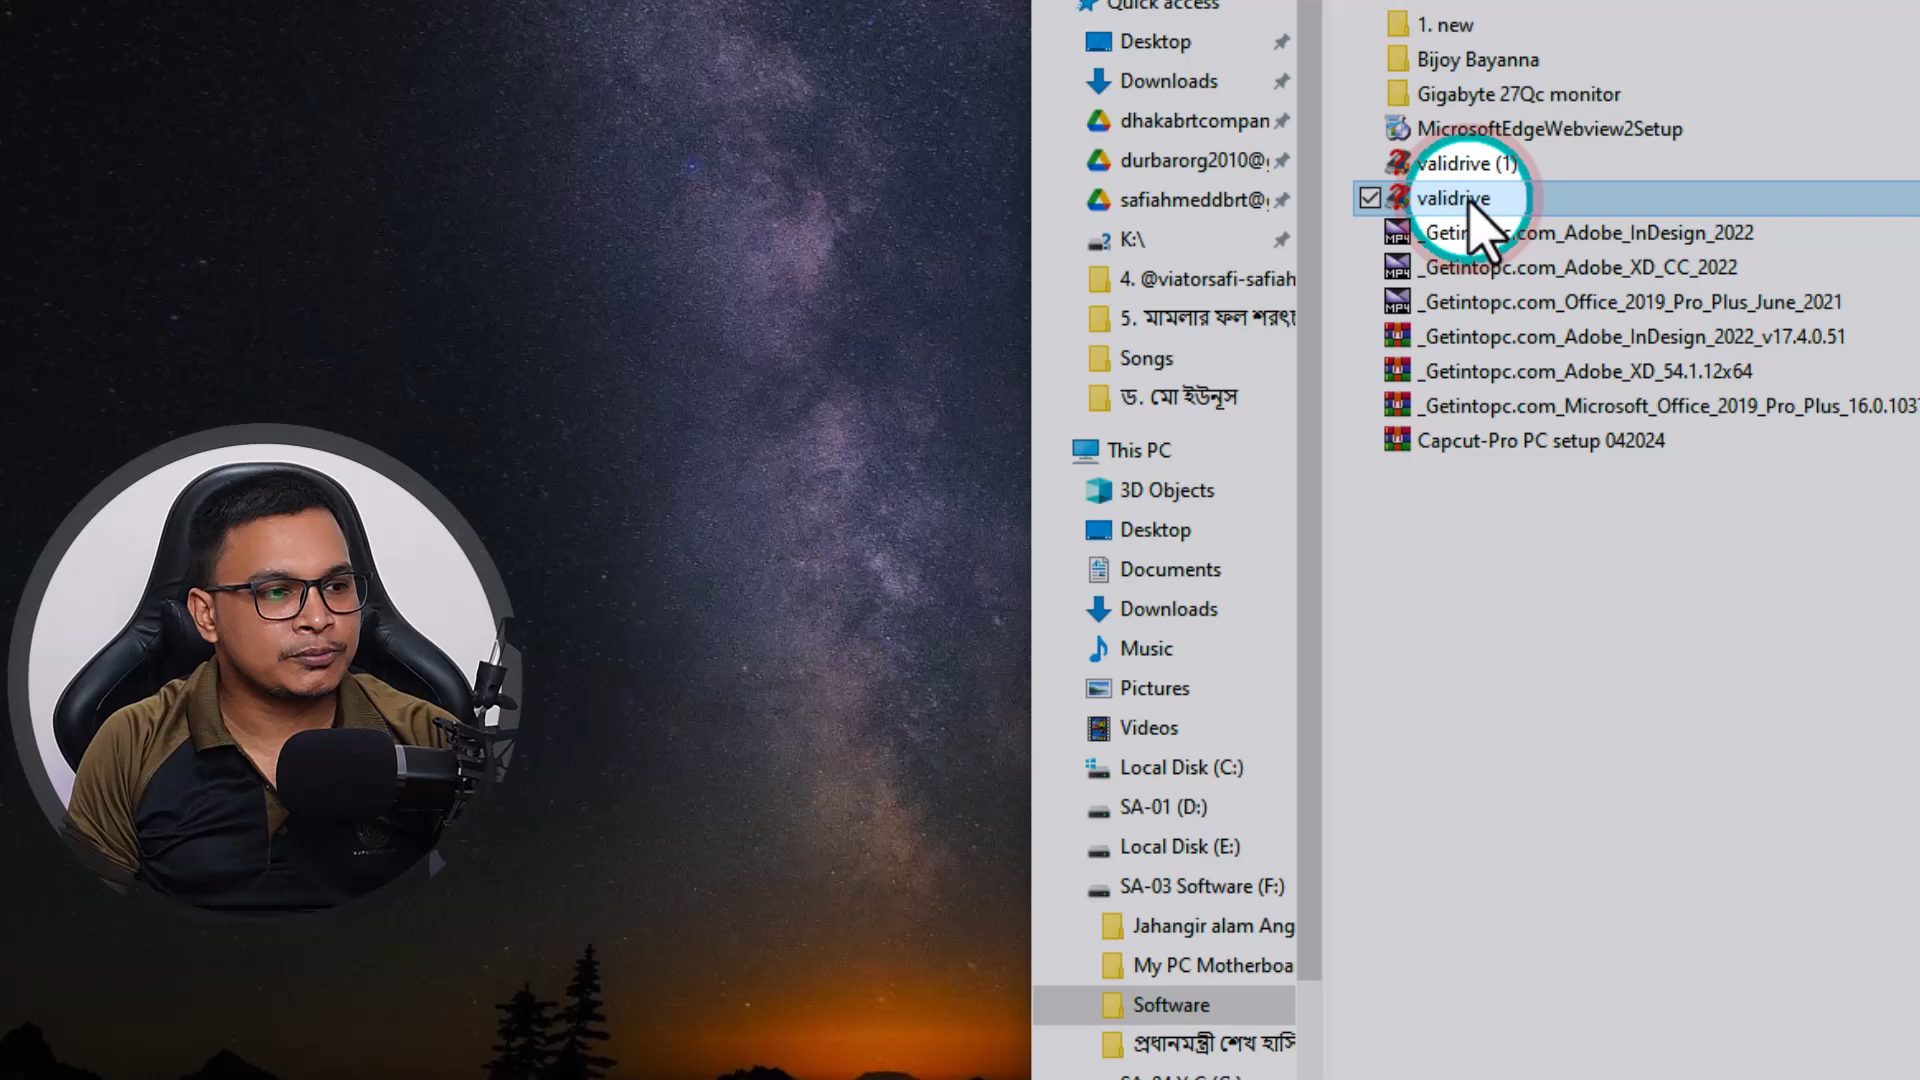 Quick access
Desktop
Downloads
dhakabrtcompan
durbarorg2010@
safiahmeddbrt@
K:\
4. @viatorsafi-safiah
5. মামলার ফল শরৎ
Songs
ড. মো ইউনূস
This PC
3D Objects
Desktop
Documents
Downloads
Music
Pictures
Videos
Local Disk (C:)
SA-01 (D:)
Local Disk (E:)
SA-03 Software (F:)
Jahangir alam Ang
My PC Motherboa
Software
প্রধানমন্ত্রী শেখ হাসি
1. new
Bijoy Bayanna
Gigabyte 27Qc monitor
MicrosoftEdgeWebview2Setup
validrive (1)
validrive
_Getintopc.com_Adobe_InDesign_2022
_Getintopc.com_Adobe_XD_CC_2022
_Getintopc.com_Office_2019_Pro_Plus_June_2021
_Getintopc.com_Adobe_InDesign_2022_v17.4.0.51
_Getintopc.com_Adobe_XD_54.1.12x64
_Getintopc.com_Microsoft_Office_2019_Pro_Plus_16.0.103
Capcut-Pro PC setup 042024